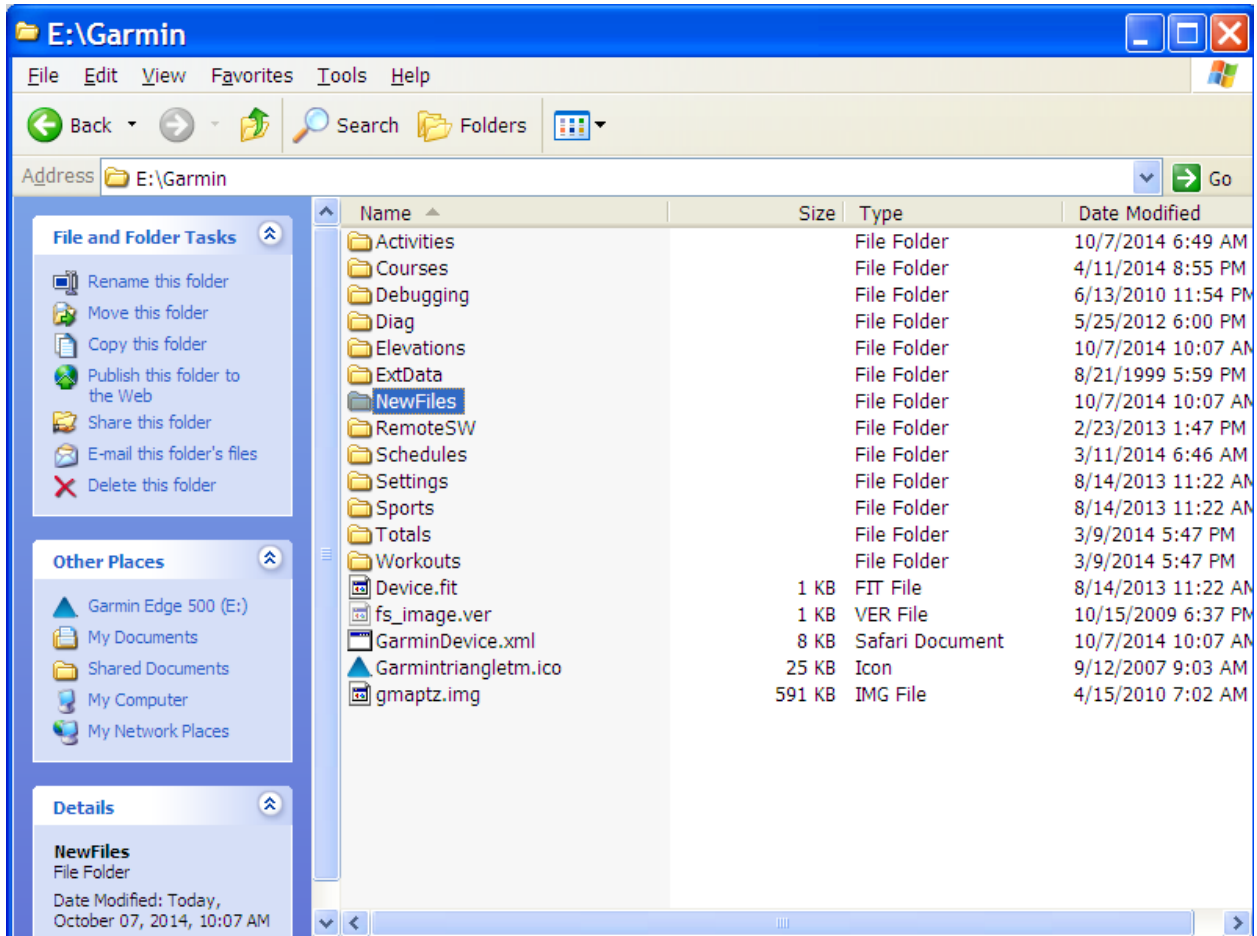 E:\Garmin
File Edit View Favorites Tools Help
Back Search Folders
Address E:\Garmin Go
File and Folder Tasks
Rename this folder
Move this folder
Copy this folder
Publish this folder to
the Web
Share this folder
E-mail this folder's files
Delete this folder
Other Places
Garmin Edge 500 (E:)
My Documents
Shared Documents
My Computer
My Network Places
Details
NewFiles
File Folder
Date Modified: Today,
October 07, 2014, 10:07 AM
Name Size Type Date Modified
Activities File Folder 10/7/2014 6:49 AM
Courses File Folder 4/11/2014 8:55 PM
Debugging File Folder 6/13/2010 11:54 PM
Diag File Folder 5/25/2012 6:00 PM
Elevations File Folder 10/7/2014 10:07 AM
ExtData File Folder 8/21/1999 5:59 PM
NewFiles File Folder 10/7/2014 10:07 AM
RemoteSW File Folder 2/23/2013 1:47 PM
Schedules File Folder 3/11/2014 6:46 AM
Settings File Folder 8/14/2013 11:22 AM
Sports File Folder 8/14/2013 11:22 AM
Totals File Folder 3/9/2014 5:47 PM
Workouts File Folder 3/9/2014 5:47 PM
Device.fit 1 KB FIT File 8/14/2013 11:22 AM
fs_image.ver 1 KB VER File 10/15/2009 6:37 PM
GarminDevice.xml 8 KB Safari Document 10/7/2014 10:07 AM
Garmintriangletm.ico 25 KB Icon 9/12/2007 9:03 AM
gmaptz.img 591 KB IMG File 4/15/2010 7:02 AM